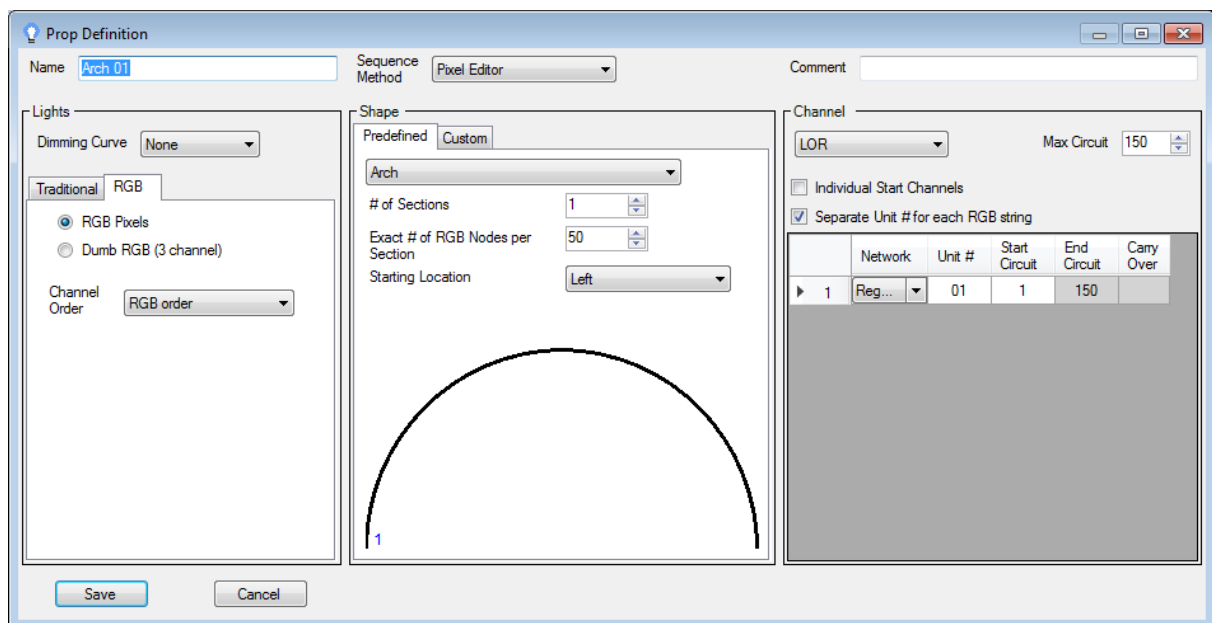 Prop Definition
Name Arch 01
Sequence Method Pixel Editor
Comment
Lights
Dimming Curve None
Traditional RGB
RGB Pixels
Dumb RGB (3 channel)
Channel Order RGB order
Shape
Predefined Custom
Arch
# of Sections 1
Exact # of RGB Nodes per Section 50
Starting Location Left
1
Channel
LOR Max Circuit 150
Individual Start Channels
Separate Unit # for each RGB string
Network Unit # Start Circuit End Circuit Carry Over
1 Reg... 01 1 150
Save Cancel